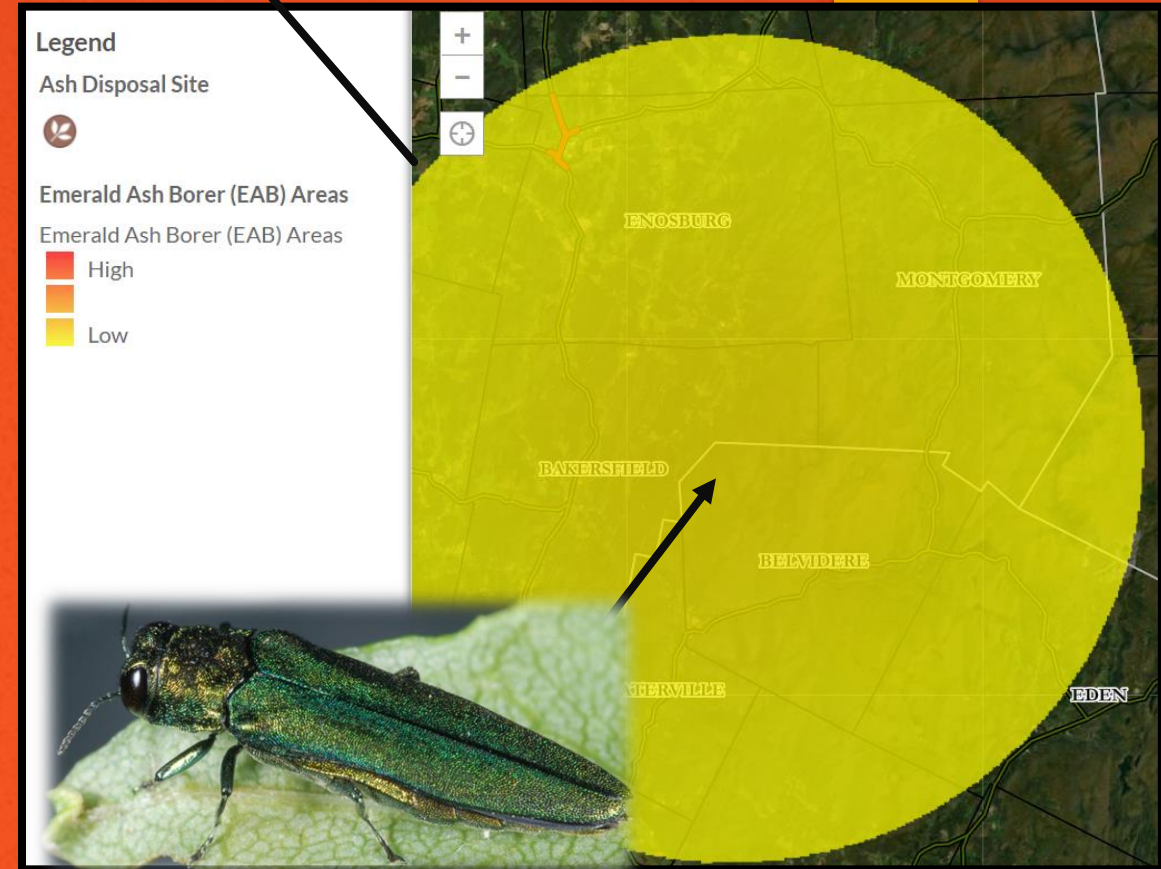 Legend
Ash Disposal Site
Emerald Ash Borer (EAB) Areas
Emerald Ash Borer (EAB) Areas
High
Low
+
−
ENOSBURG
MONTGOMERY
BAKERSFIELD
BELVIDERE
TERVILLE
EDEN